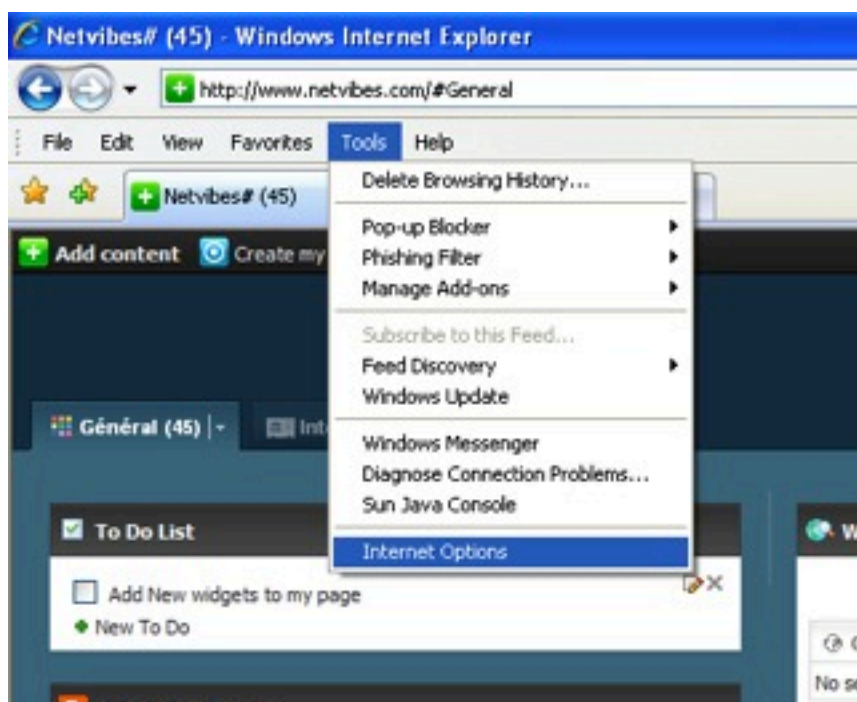 Netvibes# (45) - Windows Internet Explorer
http://www.netvibes.com/#General
File Edit View Favorites Tools Help
Netvibes# (45)
Delete Browsing History...
Pop-up Blocker
Phishing Filter
Manage Add-ons
Subscribe to this Feed...
Feed Discovery
Windows Update
Windows Messenger
Diagnose Connection Problems...
Sun Java Console
Internet Options
Add content Create my
Général (45)
To Do List
Add New widgets to my page
New To Do